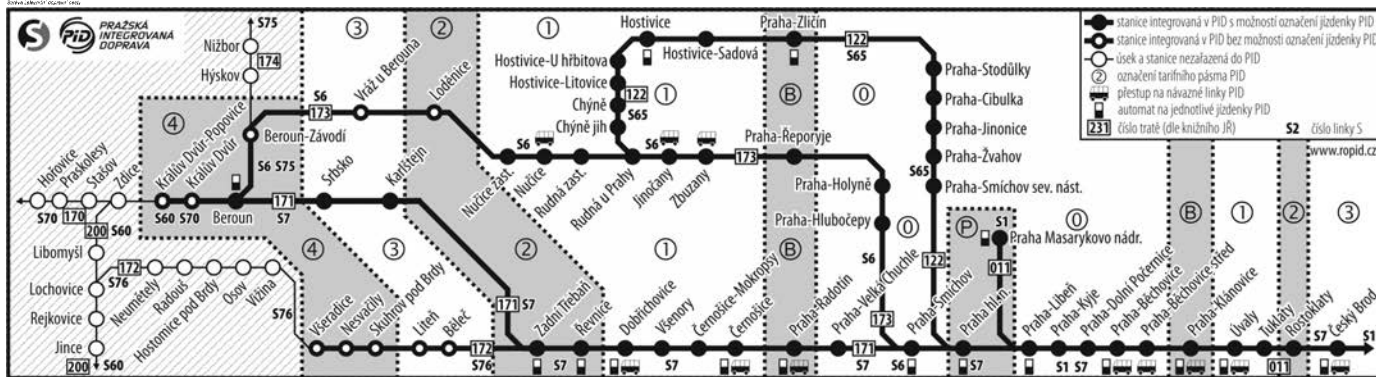 S75
PRAŽSKÁ
INTEGROVANÁ
DOPRAVA
S PID
Nižbor
174
Hýskov
③
②
①
Hostivice
Praha-Zličín
122
S65
stanice integrovaná v PID s možností označení jízdenky PID
stanice integrovaná v PID bez možnosti označení jízdenky PID
úsek a stanice nezařazená do PID
② označení tarifního pásma PID
přestup na návazné linky PID
automat na jednotlivé jízdenky PID
231 číslo tratě (dle knižního JŘ)
S2 číslo linky S
www.ropid.cz
Hostivice-Sadová
Hostivice-U hřbitova
Hostivice-Litovice
Chýně
122
S65
Chýně jih
①
Ⓑ
⓪
Praha-Stodůlky
Praha-Cibulka
Praha-Jinonice
Praha-Žvahov
S65
Praha-Smíchov sev. nást.
④
Králův Dvůr-Popovice
Králův Dvůr
Beroun-Závodí
S6
173
Vráž u Berouna
Loděnice
S6 S75
S6
Nučice zast.
Nučice
Rudná zast.
Rudná u Prahy
S6
Jinočany
Zbuzany
173
Praha-Řeporyje
Praha-Holyně
Praha-Hlubočepy
S6
⓪
122
173
Hořovice
Praskolesy
Stašov
Zdice
S70
170
200
S60
S60
S70
Beroun
171
S7
Srbsko
Karlštejn
Libomyšl
Lochovice
Rejkovice
Jince
200
S60
172
S76
Neumětely
Radouš
Hostomice pod Brdy
Osov
Vižina
S76
④
③
②
①
Ⓑ
Všeradice
Nesvačily
Skuhrov pod Brdy
Liteň
Běleč
172
S76
171
S7
Zadní Třebaň
S7
Řevnice
Dobřichovice
Všenory
S7
Černošice-Mokropsy
Černošice
Praha-Radotín
Praha-Velká Chuchle
171
S7
S6
Praha-Smíchov
Ⓟ
S1
Praha Masarykovo nádr.
011
Praha hl. n.
S7
⓪
Praha-Libeň
Praha-Kyje
S1 S7
Praha-Dolní Počernice
Praha-Běchovice
Praha-Běchovice střed
Ⓑ
Praha-Klánovice
①
Úvaly
Tuklaty
②
Rostoklaty
011
③
S7
Český Brod
S1